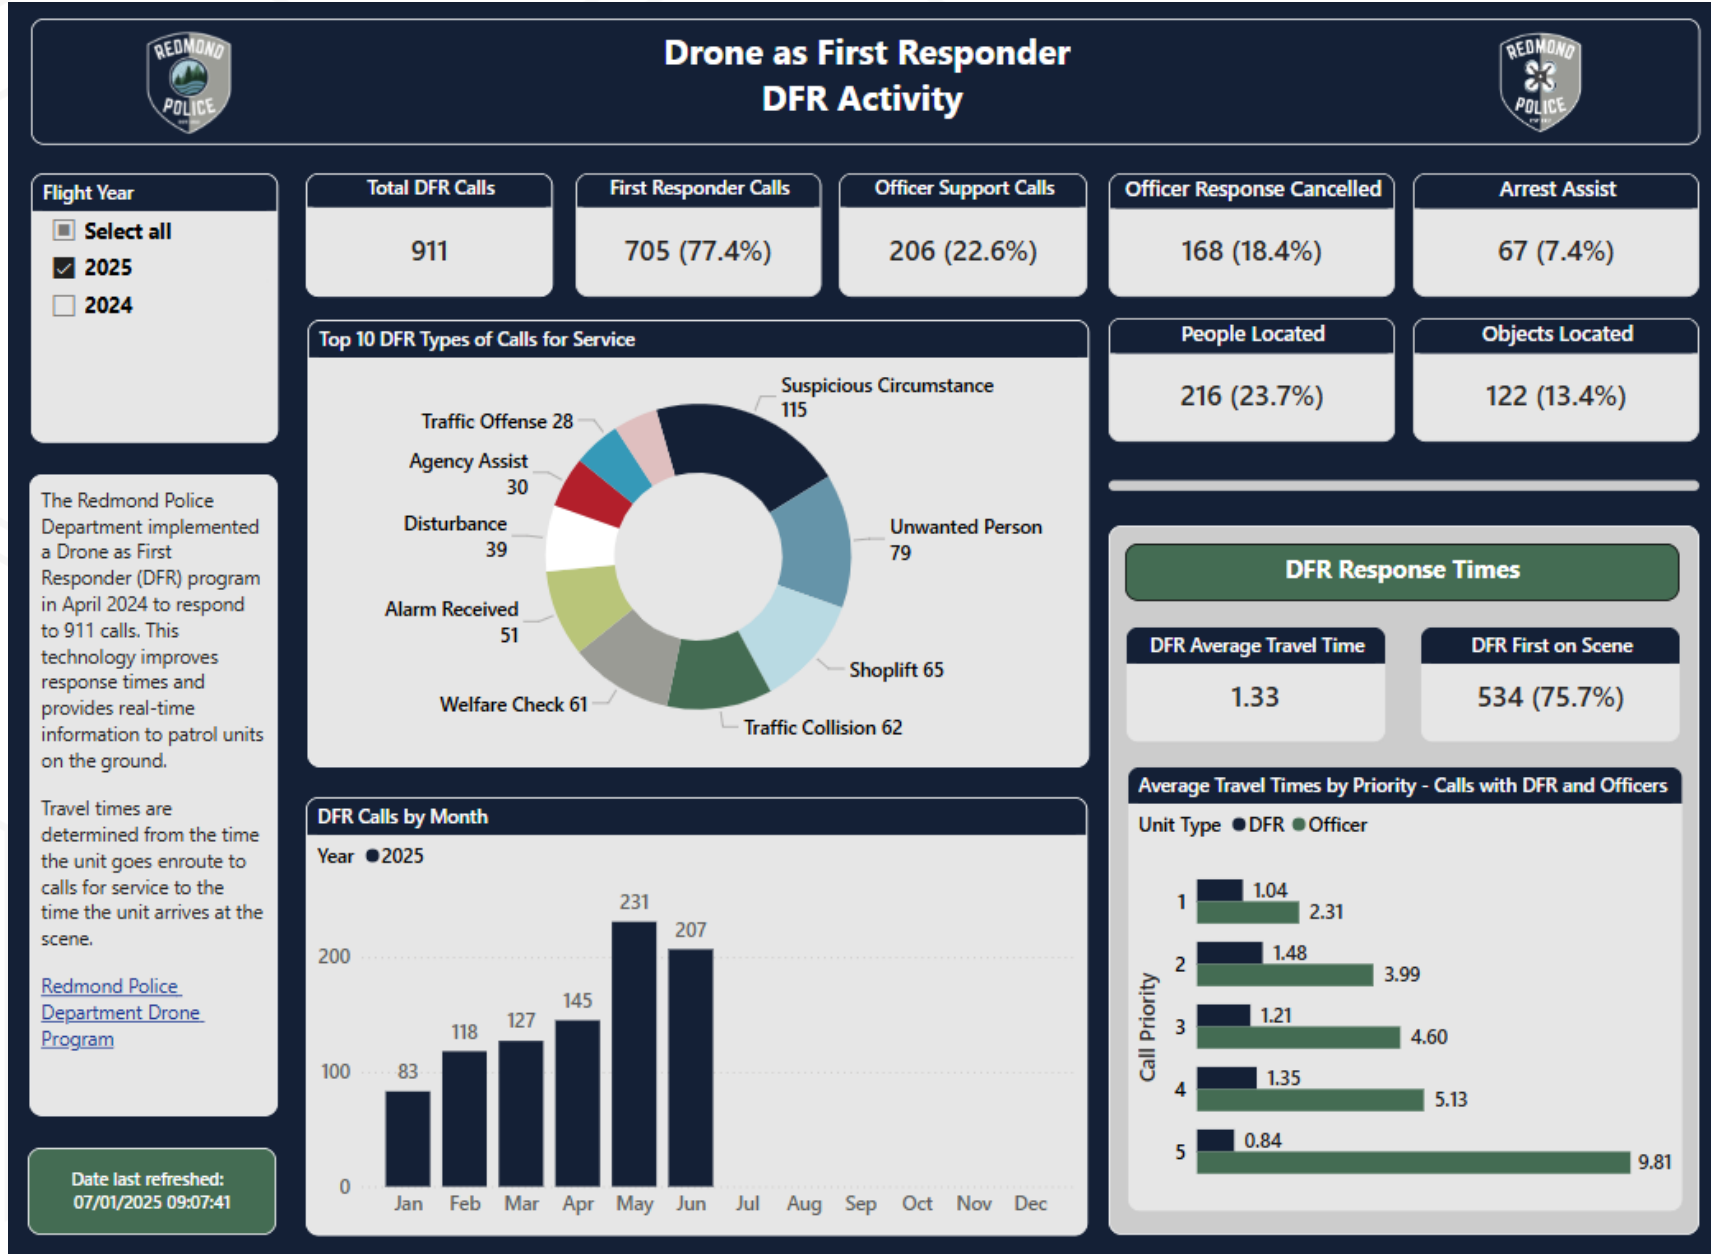 REDMOND
POLICE
Drone as First Responder
DFR Activity
REDMOND
POLICE
Flight Year
Select all
2025
2024
Total DFR Calls
911
First Responder Calls
705 (77.4%)
Officer Support Calls
206 (22.6%)
Officer Response Cancelled
168 (18.4%)
Arrest Assist
67 (7.4%)
People Located
216 (23.7%)
Objects Located
122 (13.4%)
The Redmond Police
Department implemented
a Drone as First
Responder (DFR) program
in April 2024 to respond
to 911 calls. This
technology improves
response times and
provides real-time
information to patrol units
on the ground.
Travel times are
determined from the time
the unit goes enroute to
calls for service to the
time the unit arrives at the
scene.
Redmond Police
Department Drone
Program
Date last refreshed:
07/01/2025 09:07:41
Top 10 DFR Types of Calls for Service
Suspicious Circumstance
115
Unwanted Person
79
Shoplift 65
Traffic Collision 62
Welfare Check 61
Alarm Received
51
Disturbance
39
Agency Assist
30
Traffic Offense 28
DFR Calls by Month
Year 2025
200
100
0
83
118
127
145
231
207
Jan Feb Mar Apr May Jun Jul Aug Sep Oct Nov Dec
DFR Response Times
DFR Average Travel Time
1.33
DFR First on Scene
534 (75.7%)
Average Travel Times by Priority - Calls with DFR and Officers
Unit Type DFR Officer
Call Priority
1
1.04
2.31
2
1.48
3.99
3
1.21
4.60
4
1.35
5.13
5
0.84
9.81